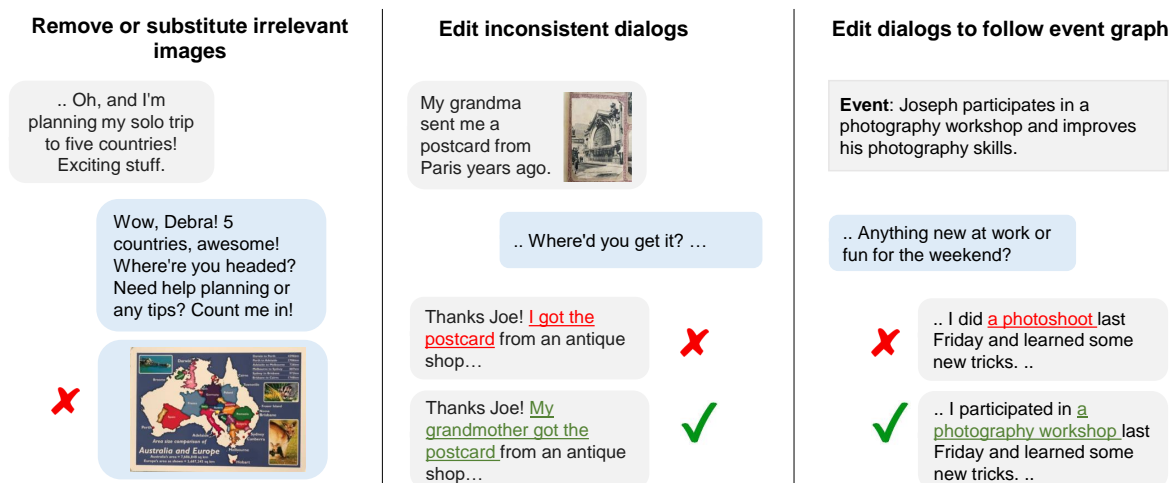 Remove or substitute irrelevant
images
.. Oh, and I'm
planning my solo trip
to five countries!
Exciting stuff.
Wow, Debra! 5
countries, awesome!
Where're you headed?
Need help planning or
any tips? Count me in!
Area size comparison of
Australia and Europe
Edit inconsistent dialogs
My grandma
sent me a
postcard from
Paris years ago.
.. Where'd you get it? …
Thanks Joe! I got the
postcard from an antique
shop…
Thanks Joe! My
grandmother got the
postcard from an antique
shop…
Edit dialogs to follow event graph
Event: Joseph participates in a
photography workshop and improves
his photography skills.
.. Anything new at work or
fun for the weekend?
.. I did a photoshoot last
Friday and learned some
new tricks. ..
.. I participated in a
photography workshop last
Friday and learned some
new tricks. ..